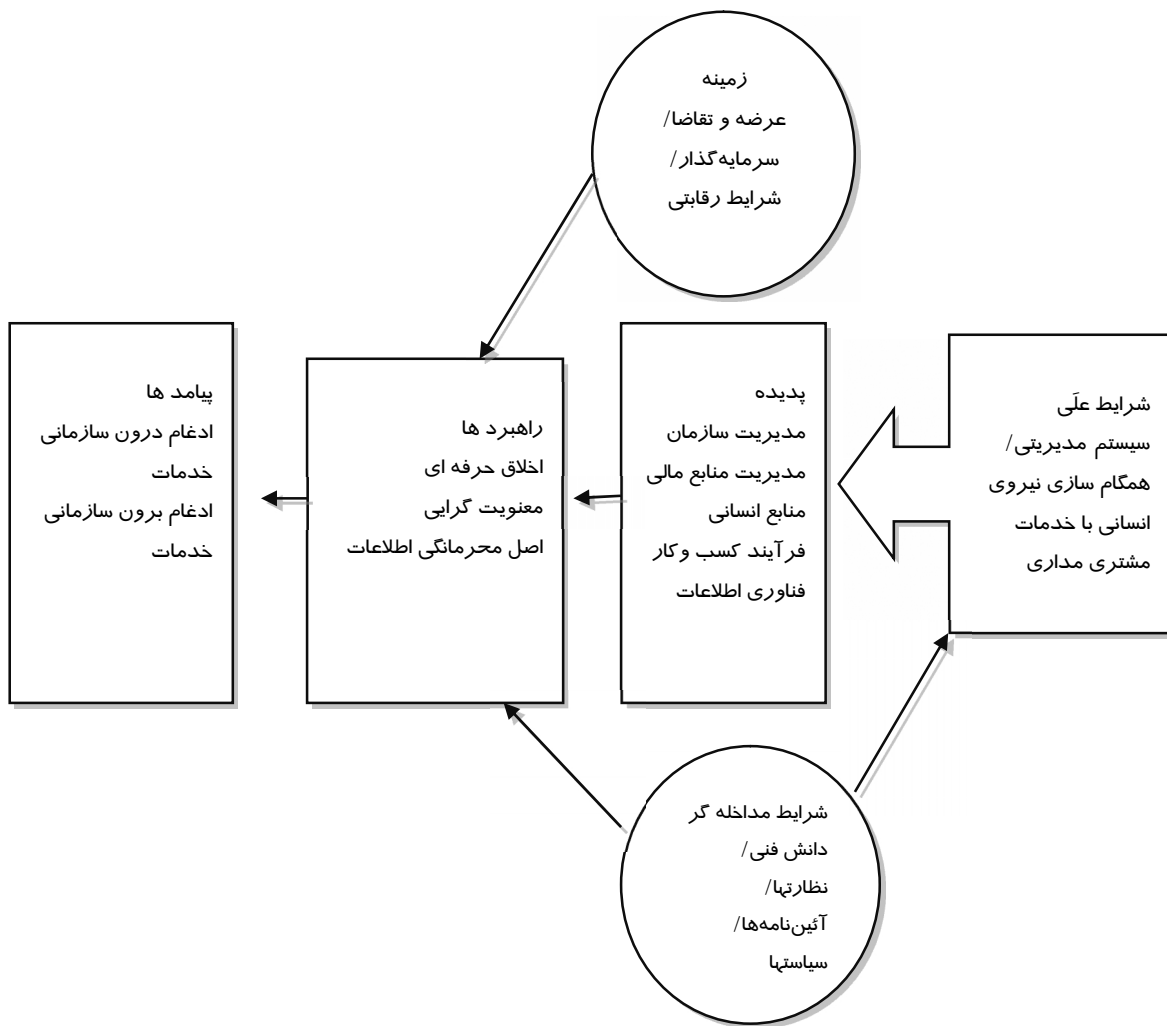 زمینه
عرضه و تقاضا/
سرمایه‌گذار/
شرایط رقابتی
شرایط علّی
سیستم مدیریتی/
همگام سازی نیروی
انسانی با خدمات
مشتری مداری
پدیده
مدیریت سازمان
مدیریت منابع مالی
منابع انسانی
فرآیند کسب وکار
فناوری اطلاعات
راهبرد ها
اخلاق حرفه ای
معنویت گرایی
اصل محرمانگی اطلاعات
پیامد ها
ادغام درون سازمانی
خدمات
ادغام برون سازمانی
خدمات
شرایط مداخله گر
دانش فنی/
نظارتها/
آئین‌نامه‌ها/
سیاستها